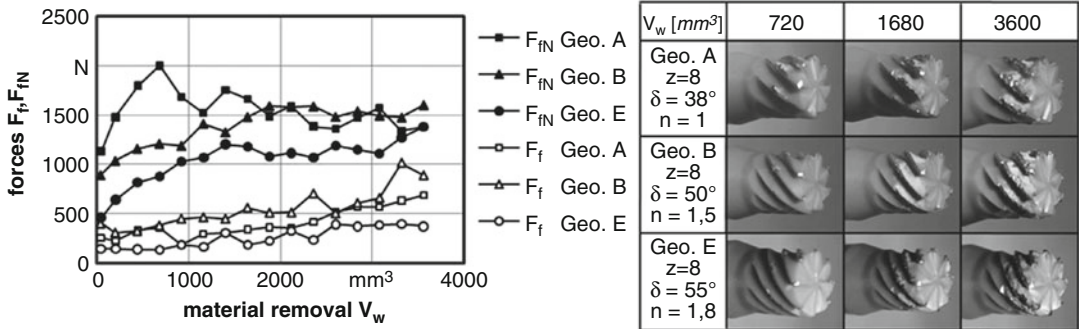 2500
N
1500
1000
500
0
forces F_f,F_fN
0 1000 2000 mm³ 4000
material removal V_w
F_fN Geo. A
F_fN Geo. B
F_fN Geo. E
F_f Geo. A
F_f Geo. B
F_f Geo. E
V_w [mm³] 720 1680 3600
Geo. A
z=8
δ = 38°
n = 1
Geo. B
z=8
δ = 50°
n = 1,5
Geo. E
z=8
δ = 55°
n = 1,8